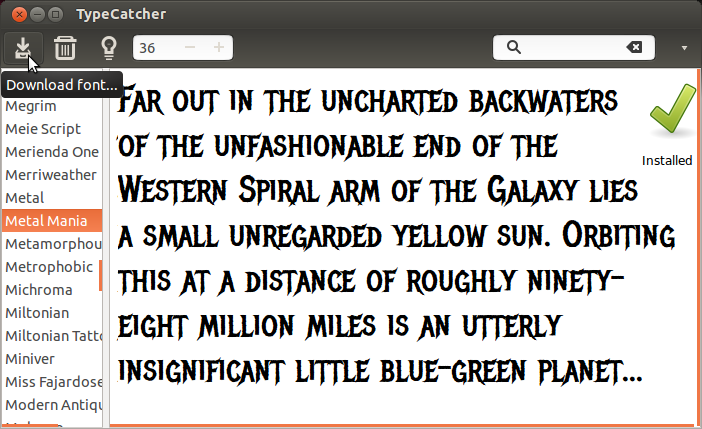 TypeCatcher
36
Download font...
Megrim
Meie Script
Merienda One
Merriweather
Metal
Metal Mania
Metamorphou
Metrophobic
Michroma
Miltonian
Miltonian Tatt
Miniver
Miss Fajardose
Modern Antiqu
Far out in the uncharted backwaters
of the unfashionable end of the
Western Spiral arm of the Galaxy lies
a small unregarded yellow sun. Orbiting
this at a distance of roughly ninety-
eight million miles is an utterly
insignificant little blue-green planet...
Installed